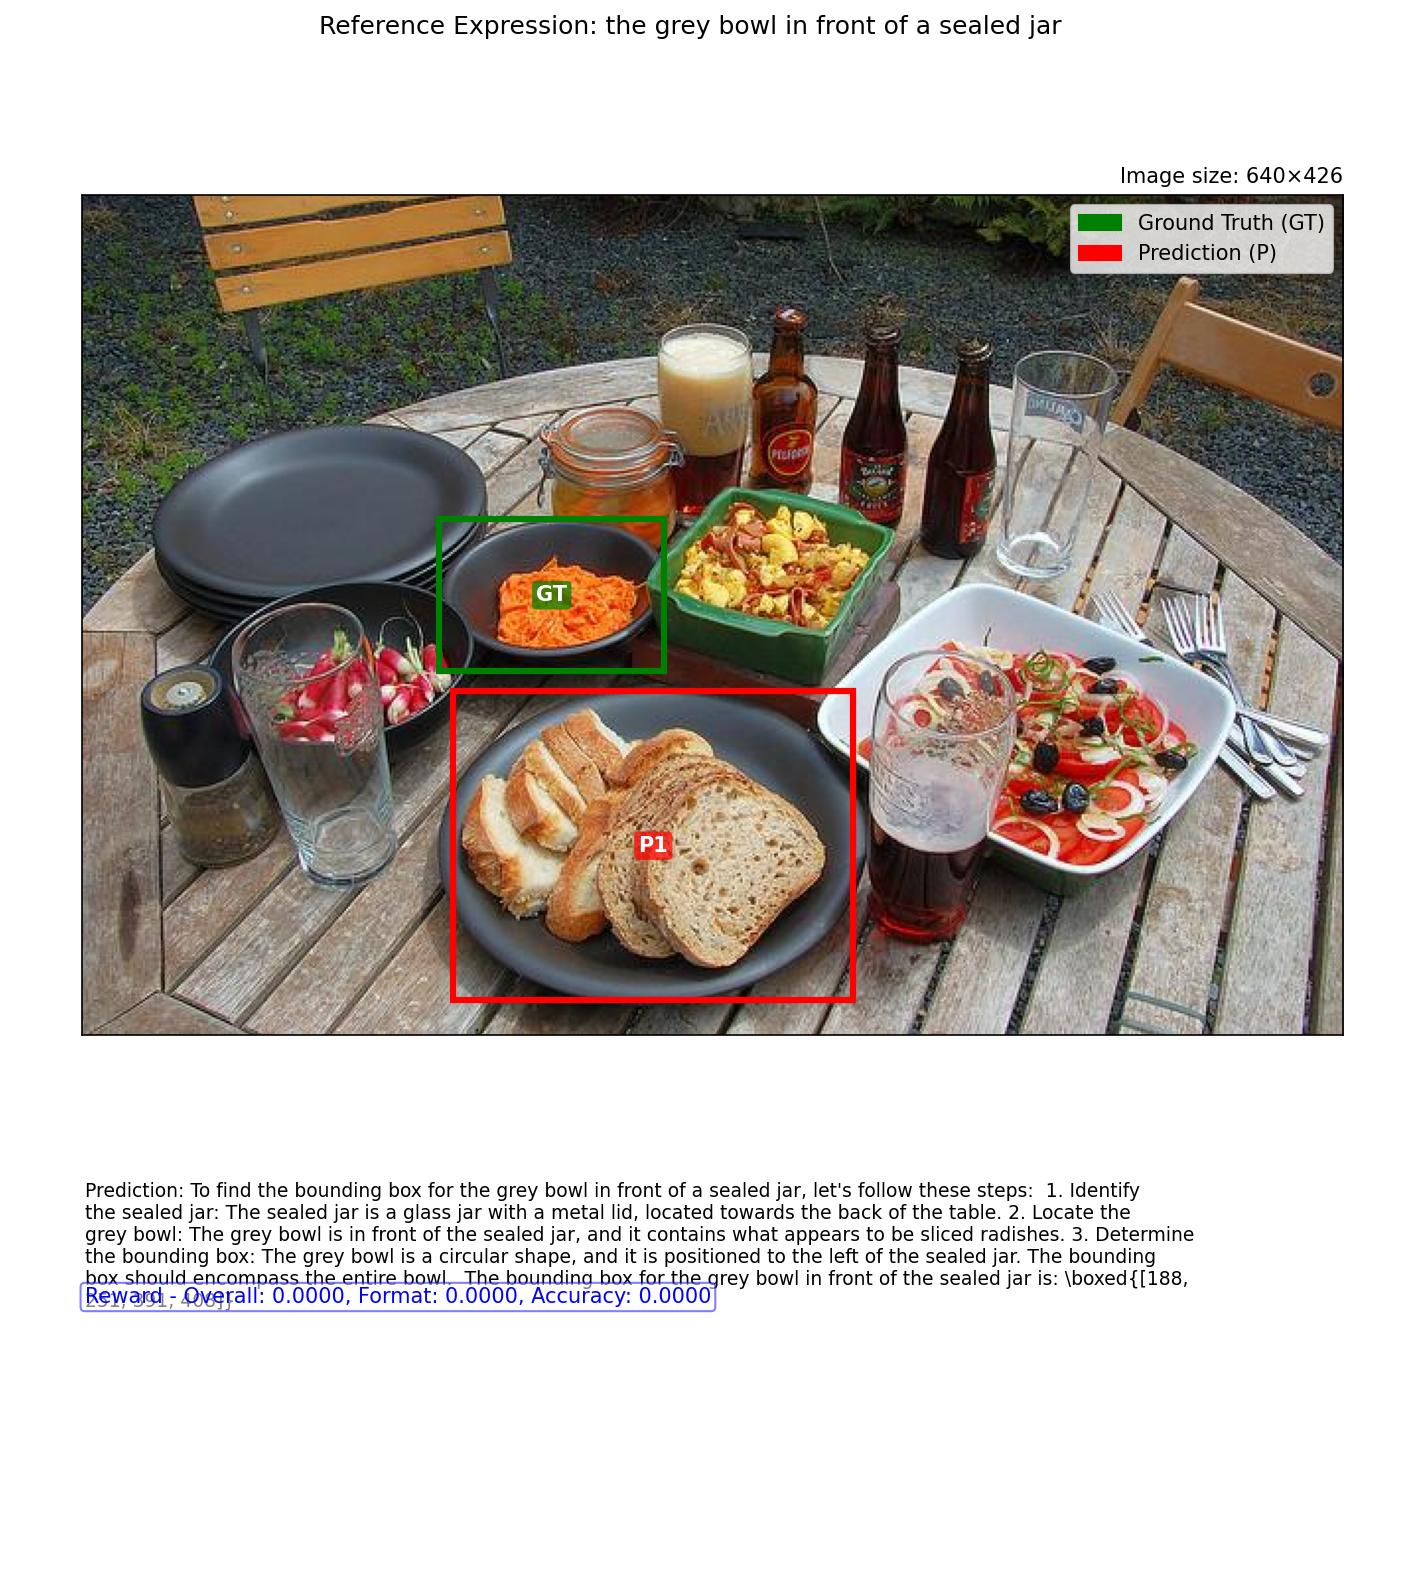 Reference Expression: the grey bowl in front of a sealed jar
Image size: 640×426
Ground Truth (GT)
Prediction (P)
PELFORTH
GT
P1
Prediction: To find the bounding box for the grey bowl in front of a sealed jar, let's follow these steps:  1. Identify
the sealed jar: The sealed jar is a glass jar with a metal lid, located towards the back of the table. 2. Locate the
grey bowl: The grey bowl is in front of the sealed jar, and it contains what appears to be sliced radishes. 3. Determine
the bounding box: The grey bowl is a circular shape, and it is positioned to the left of the sealed jar. The bounding
box should encompass the entire bowl.  The bounding box for the grey bowl in front of the sealed jar is: \boxed{[188,
Reward - Overall: 0.0000, Format: 0.0000, Accuracy: 0.0000